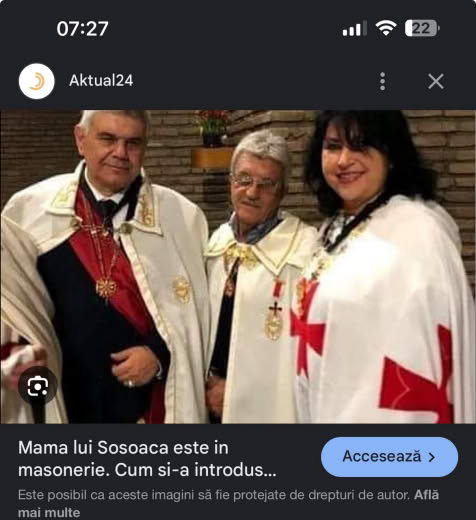 07:27
22
Aktual24
Mama lui Sosoaca este in
masonerie. Cum si-a introdus...
Accesează
Este posibil ca aceste imagini să fie protejate de drepturi de autor. Află
mai multe